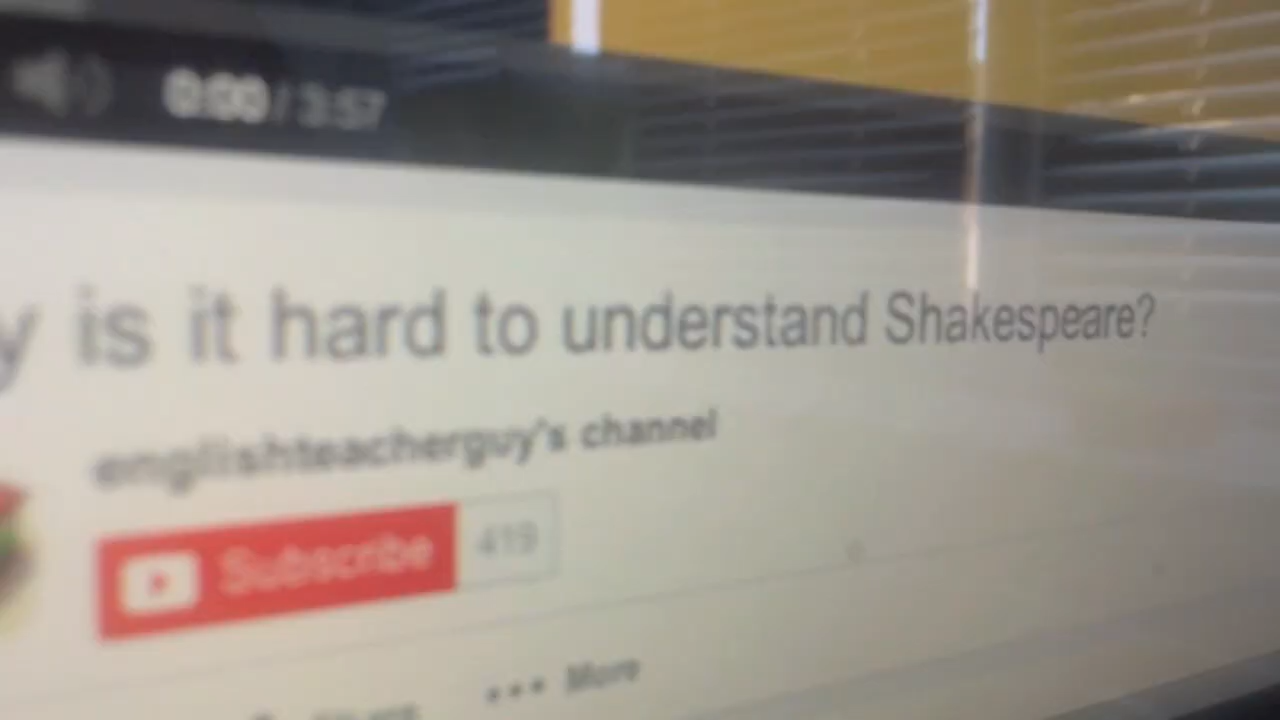 0:00 / 3:57
y is it hard to understand Shakespeare?
englishteacherguy's channel
Subscribe 419
••• More